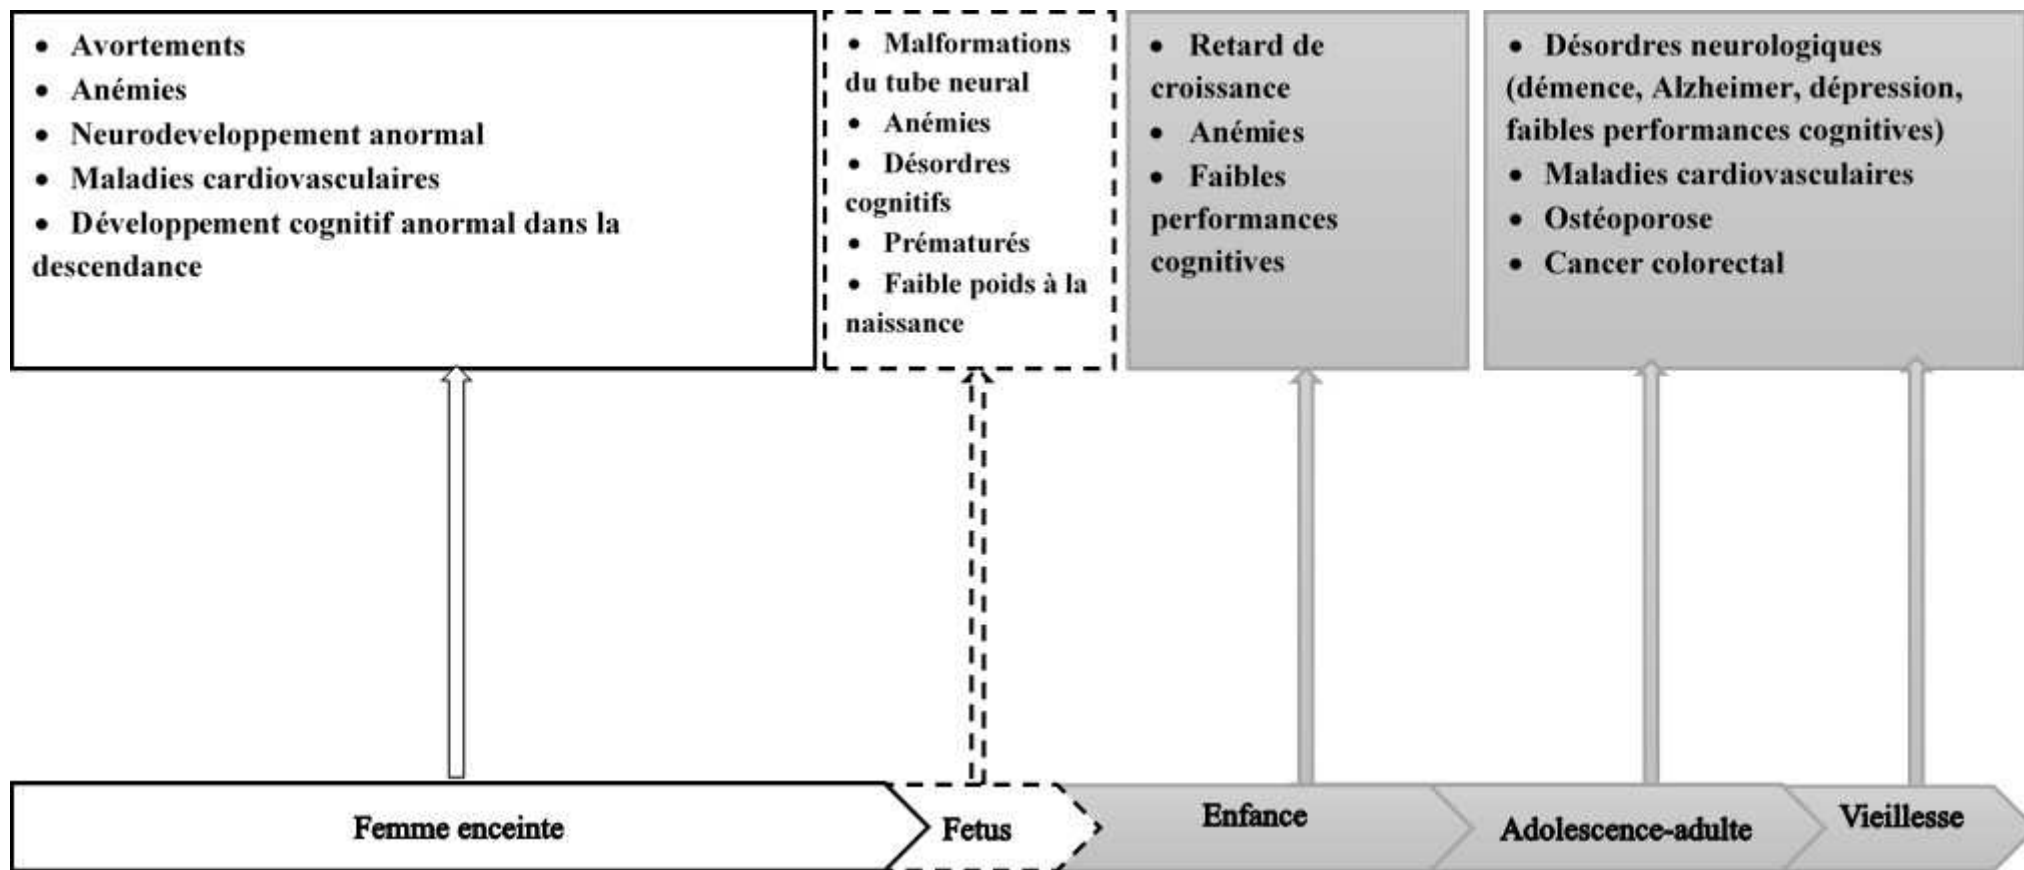 • Avortements
• Anémies
• Neurodeveloppement anormal
• Maladies cardiovasculaires
• Développement cognitif anormal dans la
descendance
• Malformations
du tube neural
• Anémies
• Désordres
cognitifs
• Prématurés
• Faible poids à la
naissance
• Retard de
croissance
• Anémies
• Faibles
performances
cognitives
• Désordres neurologiques
(démence, Alzheimer, dépression,
faibles performances cognitives)
• Maladies cardiovasculaires
• Ostéoporose
• Cancer colorectal
Femme enceinte
Fetus
Enfance
Adolescence-adulte
Vieillesse